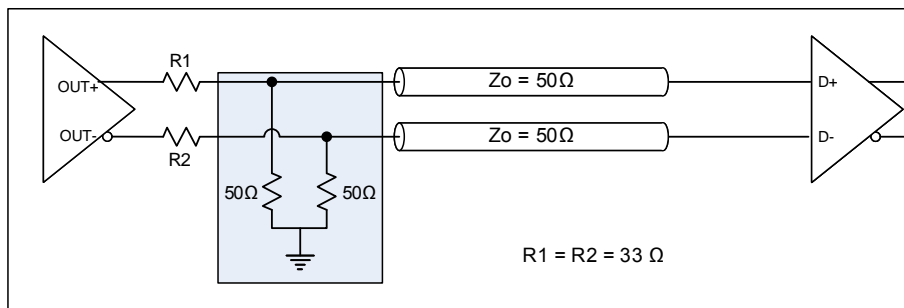 R1
OUT+
Zo = 50Ω
D+
OUT-
Zo = 50Ω
D-
R2
50Ω
50Ω
R1 = R2 = 33 Ω